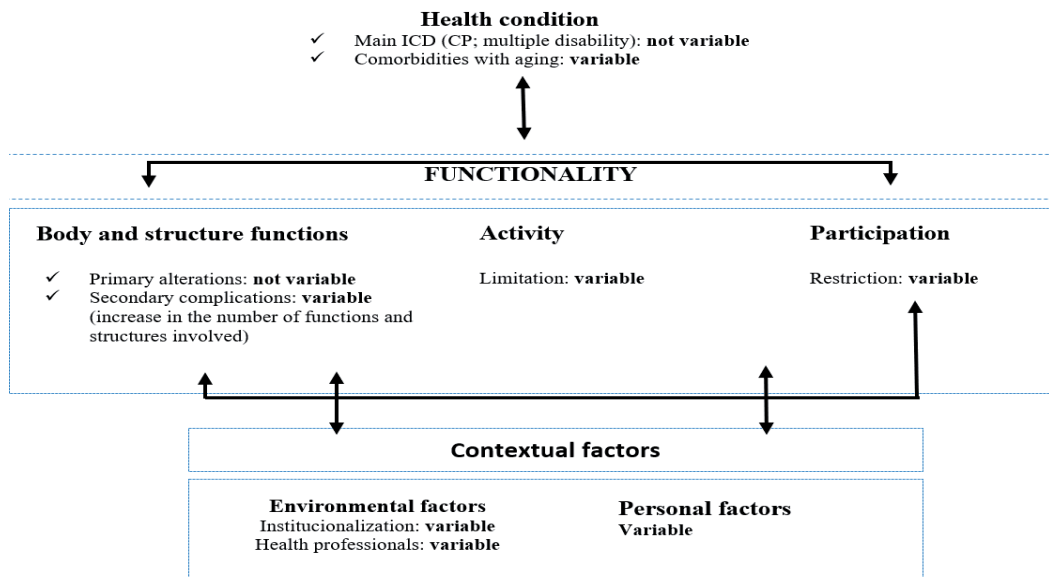 Health condition
✓ Main ICD (CP; multiple disability): not variable
✓ Comorbidities with aging: variable
FUNCTIONALITY
Body and structure functions
✓ Primary alterations: not variable
✓ Secondary complications: variable
(increase in the number of functions and
structures involved)
Activity
Limitation: variable
Participation
Restriction: variable
Contextual factors
Environmental factors
Institucionalization: variable
Health professionals: variable
Personal factors
Variable